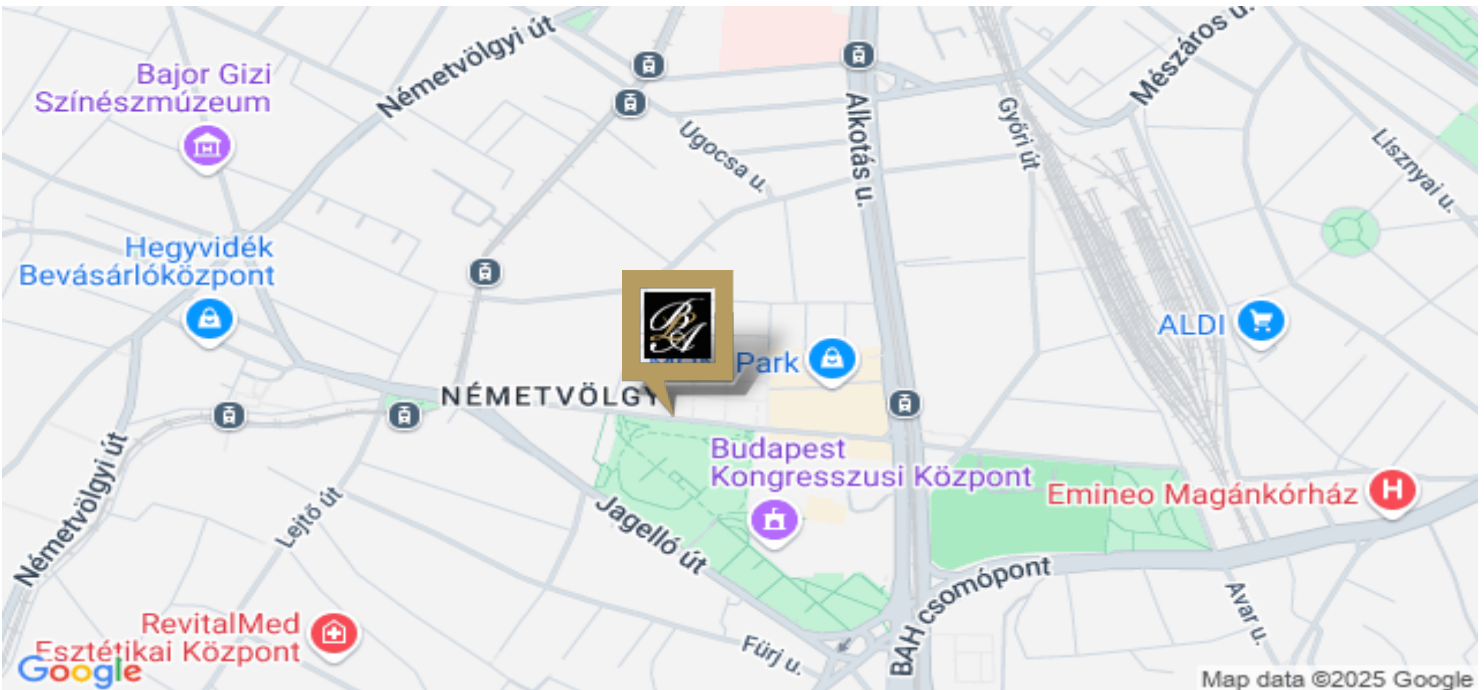 Németvölgyi út
Mészáros u.
Bajor Gizi
Színészmúzeum
Alkotás u.
Győri út
Ugocsa u.
Lisznyai u.
Hegyvidék
Bevásárlóközpont
ALDI
BA
Park
NÉMETVÖLGY
Budapest
Kongresszusi Központ
Emineo Magánkórház
H
Németvölgyi út
Lejtő út
Jagelló út
BAH csomópont
Avar u.
Fürj u.
RevitalMed
Esztétikai Központ
Google
Map data ©2025 Google